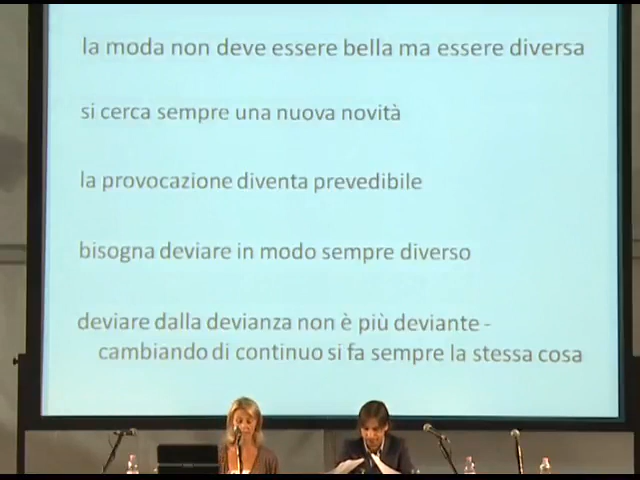 la moda non deve essere bella ma essere diversa
si cerca sempre una nuova novità
la provocazione diventa prevedibile
bisogna deviare in modo sempre diverso
deviare dalla devianza non è più deviante -
cambiando di continuo si fa sempre la stessa cosa